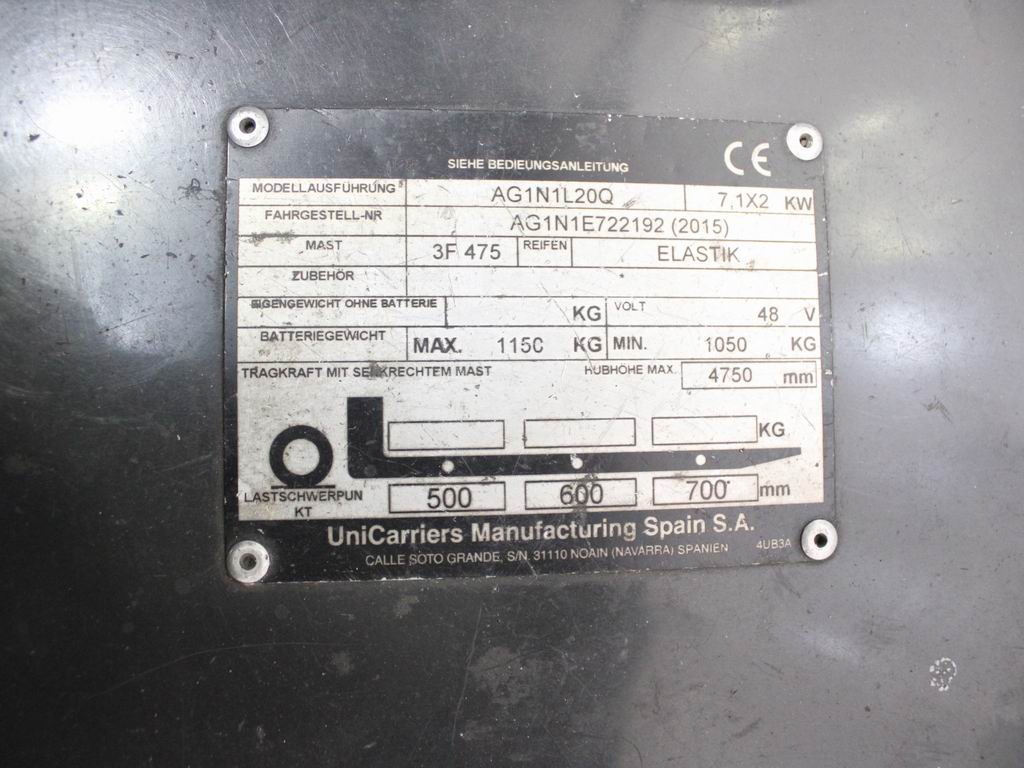 SIEHE BEDIEUNGSANLEITUNG CE
MODELLAUSFÜHRUNG AG1N1L20Q 7,1X2 KW
FAHRGESTELL-NR AG1N1E722192 (2015)
MAST 3F 475 REIFEN ELASTIK
ZUBEHÖR
EIGENGEWICHT OHNE BATTERIE KG VOLT 48 V
BATTERIEGEWICHT MAX. 1150 KG MIN. 1050 KG
TRAGKRAFT MIT SENKRECHTEM MAST HUBHÖHE MAX. 4750 mm
KG
LASTSCHWERPUN
KT
500 600 700 mm
UniCarriers Manufacturing Spain S.A.
CALLE SOTO GRANDE, S/N, 31110 NOAIN (NAVARRA) SPANIEN 4UB3A